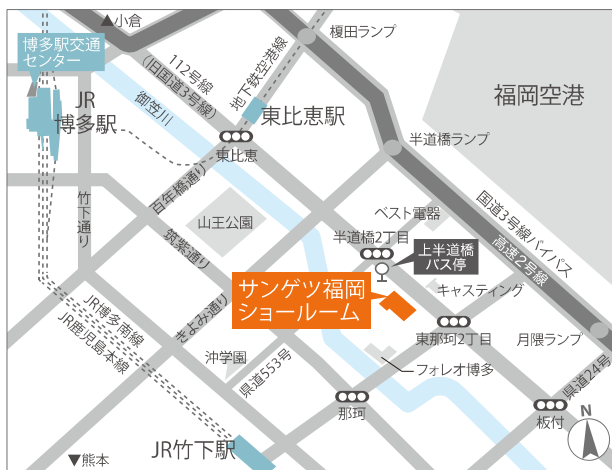 ▲小倉
博多駅交通
センター
JR
博多駅
112号線
(旧国道3号線)
地下鉄空港線
榎田ランプ
福岡空港
御笠川
東比恵駅
東比恵
半道橋ランプ
竹下通り
百年橋通り
山王公園
筑紫通り
ベスト電器
国道3号線バイパス
高速2号線
半道橋2丁目
上半道橋
バス停
サンゲツ福岡
ショールーム
キャスティング
きよみ通り
JR博多南線
JR鹿児島本線
東那珂2丁目
月隈ランプ
沖学園
県道553号
フォレオ博多
県道24号
那珂
板付
JR竹下駅
▼熊本
N